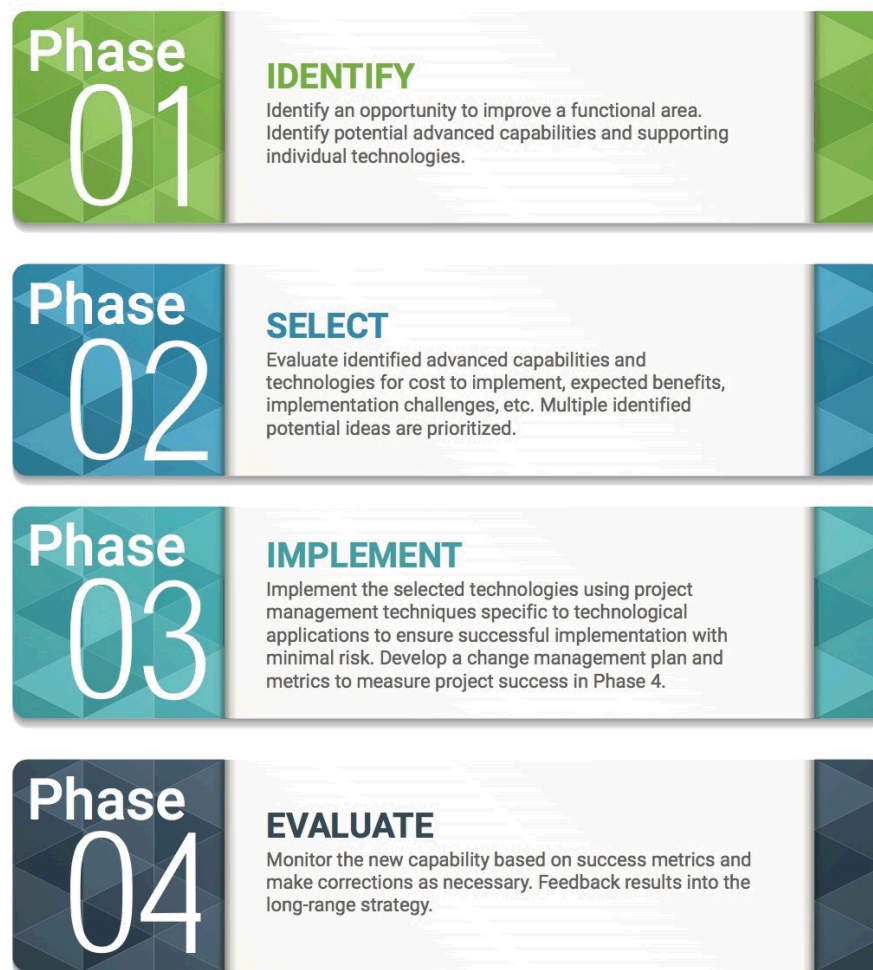 Phase
01
IDENTIFY
Identify an opportunity to improve a functional area.
Identify potential advanced capabilities and supporting
individual technologies.
Phase
02
SELECT
Evaluate identified advanced capabilities and
technologies for cost to implement, expected benefits,
implementation challenges, etc. Multiple identified
potential ideas are prioritized.
Phase
03
IMPLEMENT
Implement the selected technologies using project
management techniques specific to technological
applications to ensure successful implementation with
minimal risk. Develop a change management plan and
metrics to measure project success in Phase 4.
Phase
04
EVALUATE
Monitor the new capability based on success metrics and
make corrections as necessary. Feedback results into the
long-range strategy.